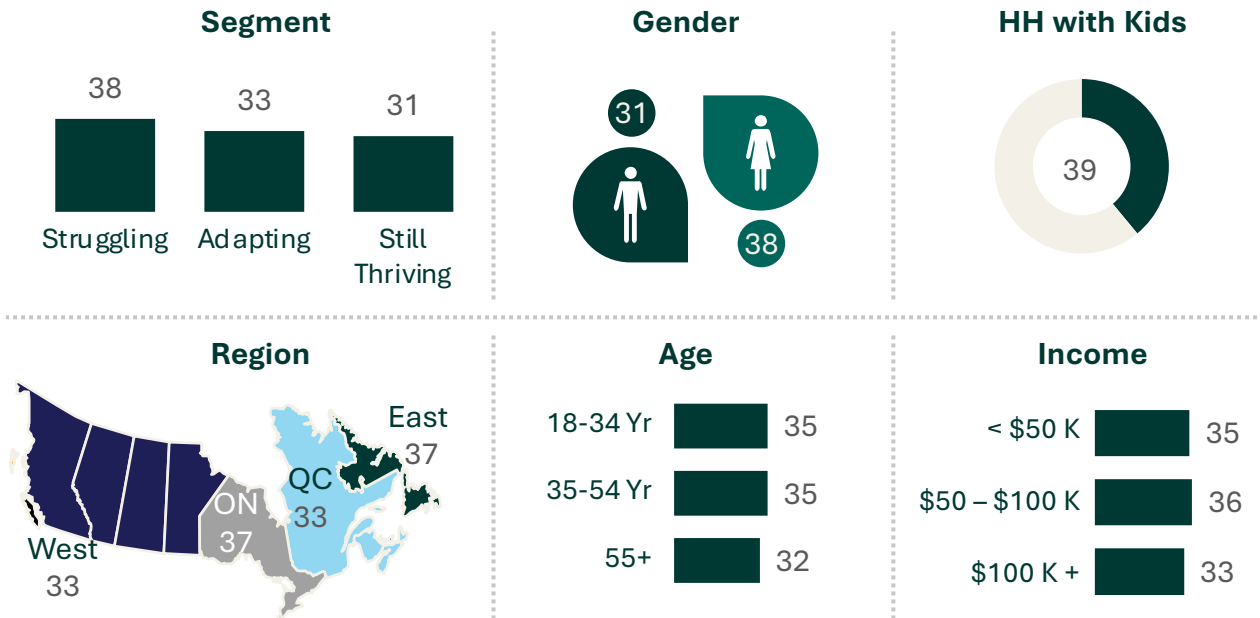 Segment
38
33
31
Struggling
Adapting
Still
Thriving
Gender
31
38
HH with Kids
39
Region
East
37
QC
33
ON
37
West
33
Age
18-34 Yr
35
35-54 Yr
35
55+
32
Income
< $50 K
35
$50 – $100 K
36
$100 K +
33